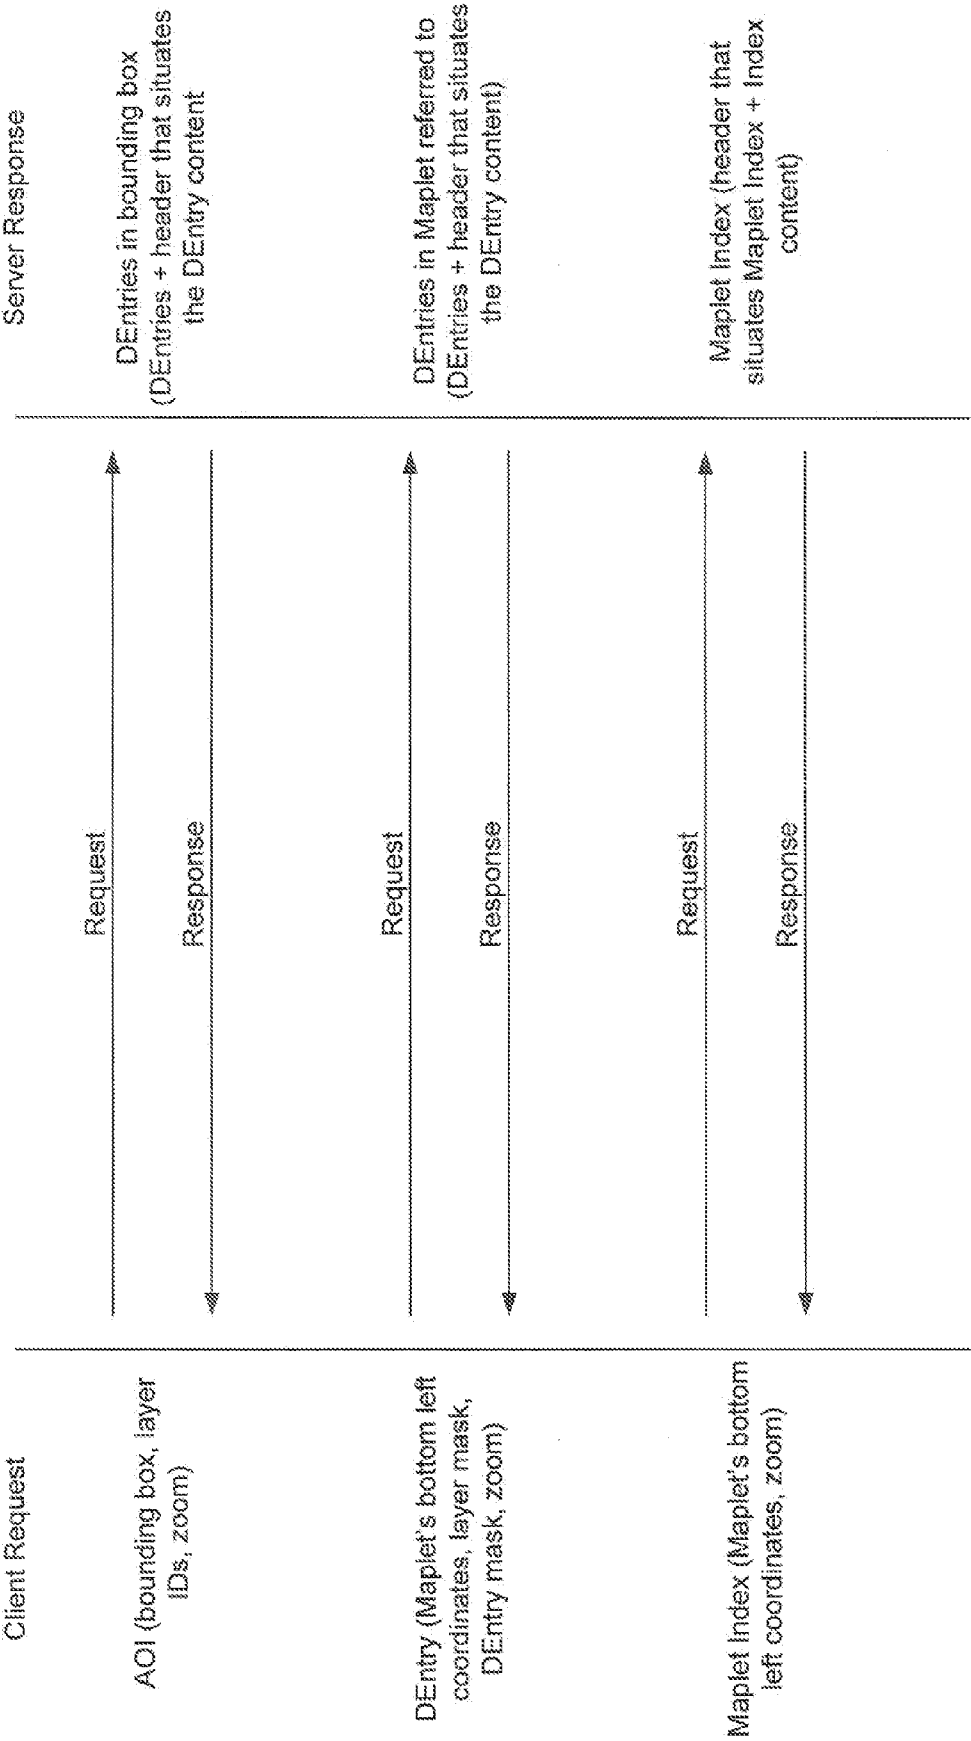 Client Request
Server Response
AOI (bounding box, layer
IDs, zoom)
Request
Response
DEntries in bounding box
(DEntries + header that situates
the DEntry content
DEntry (Maplet's bottom left
coordinates, layer mask,
DEntry mask, zoom)
Request
Response
DEntries in Maplet referred to
(DEntries + header that situates
the DEntry content)
Maplet Index (Maplet's bottom
left coordinates, zoom)
Request
Response
Maplet Index (header that
situates Maplet Index + Index
content)